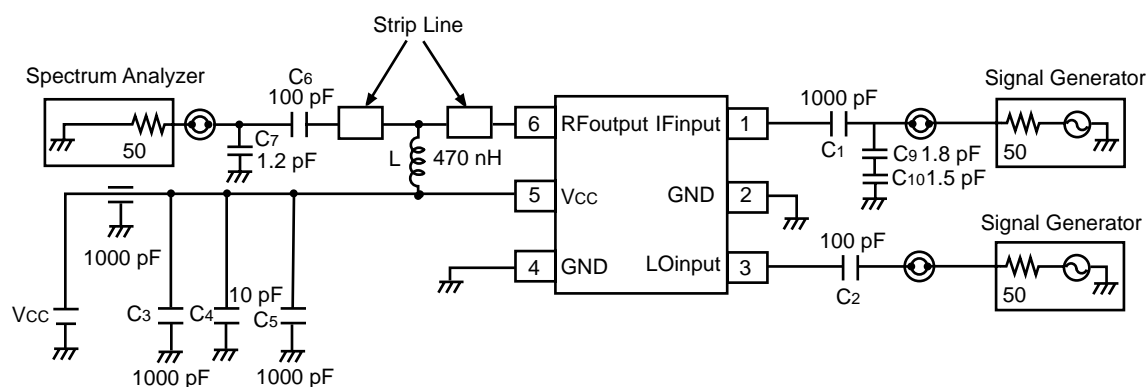 Strip Line
Spectrum Analyzer
C6
100 pF
50
C7
1.2 pF
L
470 nH
6
RFoutput
IFinput
1
5
VCC
GND
2
4
GND
LOinput
3
1000 pF
C1
C9 1.8 pF
C10 1.5 pF
Signal Generator
50
100 pF
C2
Signal Generator
50
1000 pF
VCC
C3
1000 pF
C4
10 pF
C5
1000 pF